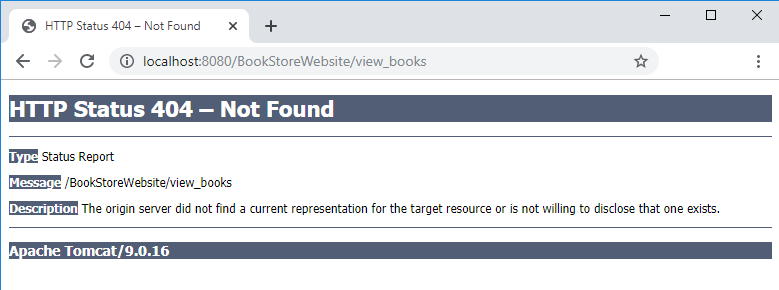 HTTP Status 404 – Not Found
localhost:8080/BookStoreWebsite/view_books
HTTP Status 404 – Not Found
Type Status Report
Message /BookStoreWebsite/view_books
Description The origin server did not find a current representation for the target resource or is not willing to disclose that one exists.
Apache Tomcat/9.0.16